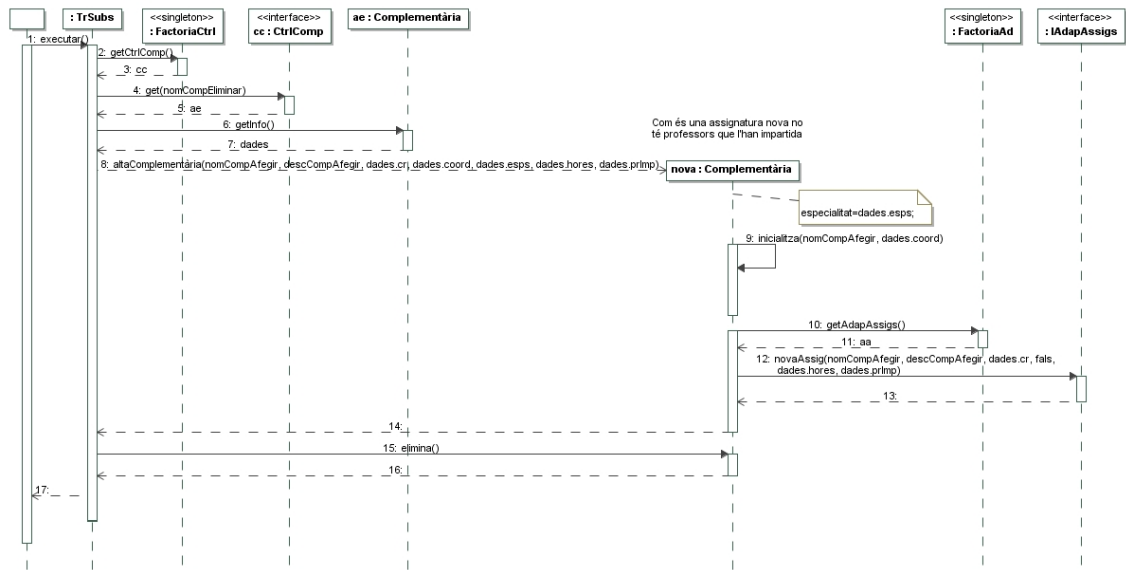 : TrSubs
<<singleton>>
: FactoriaCtrl
<<interface>>
cc : CtrlComp
ae : Complementària
<<singleton>>
: FactoriaAd
<<interface>>
: IAdapAssigs
1: executar()
2: getCtrlComp()
3: cc
4: get(nomCompEliminar)
5: ae
6: getInfo()
7: dades
Com és una assignatura nova no
té professors que l'han impartida
8: altaComplementària(nomCompAfegir, descCompAfegir, dades.cr, dades.coord, dades.esps, dades.hores, dades.prImp)
nova : Complementària
especialitat=dades.esps;
9: inicialitza(nomCompAfegir, dades.coord)
10: getAdapAssigs()
11: aa
12: novaAssig(nomCompAfegir, descCompAfegir, dades.cr, fals,
dades.hores, dades.prImp)
13:
14:
15: elimina()
16:
17: